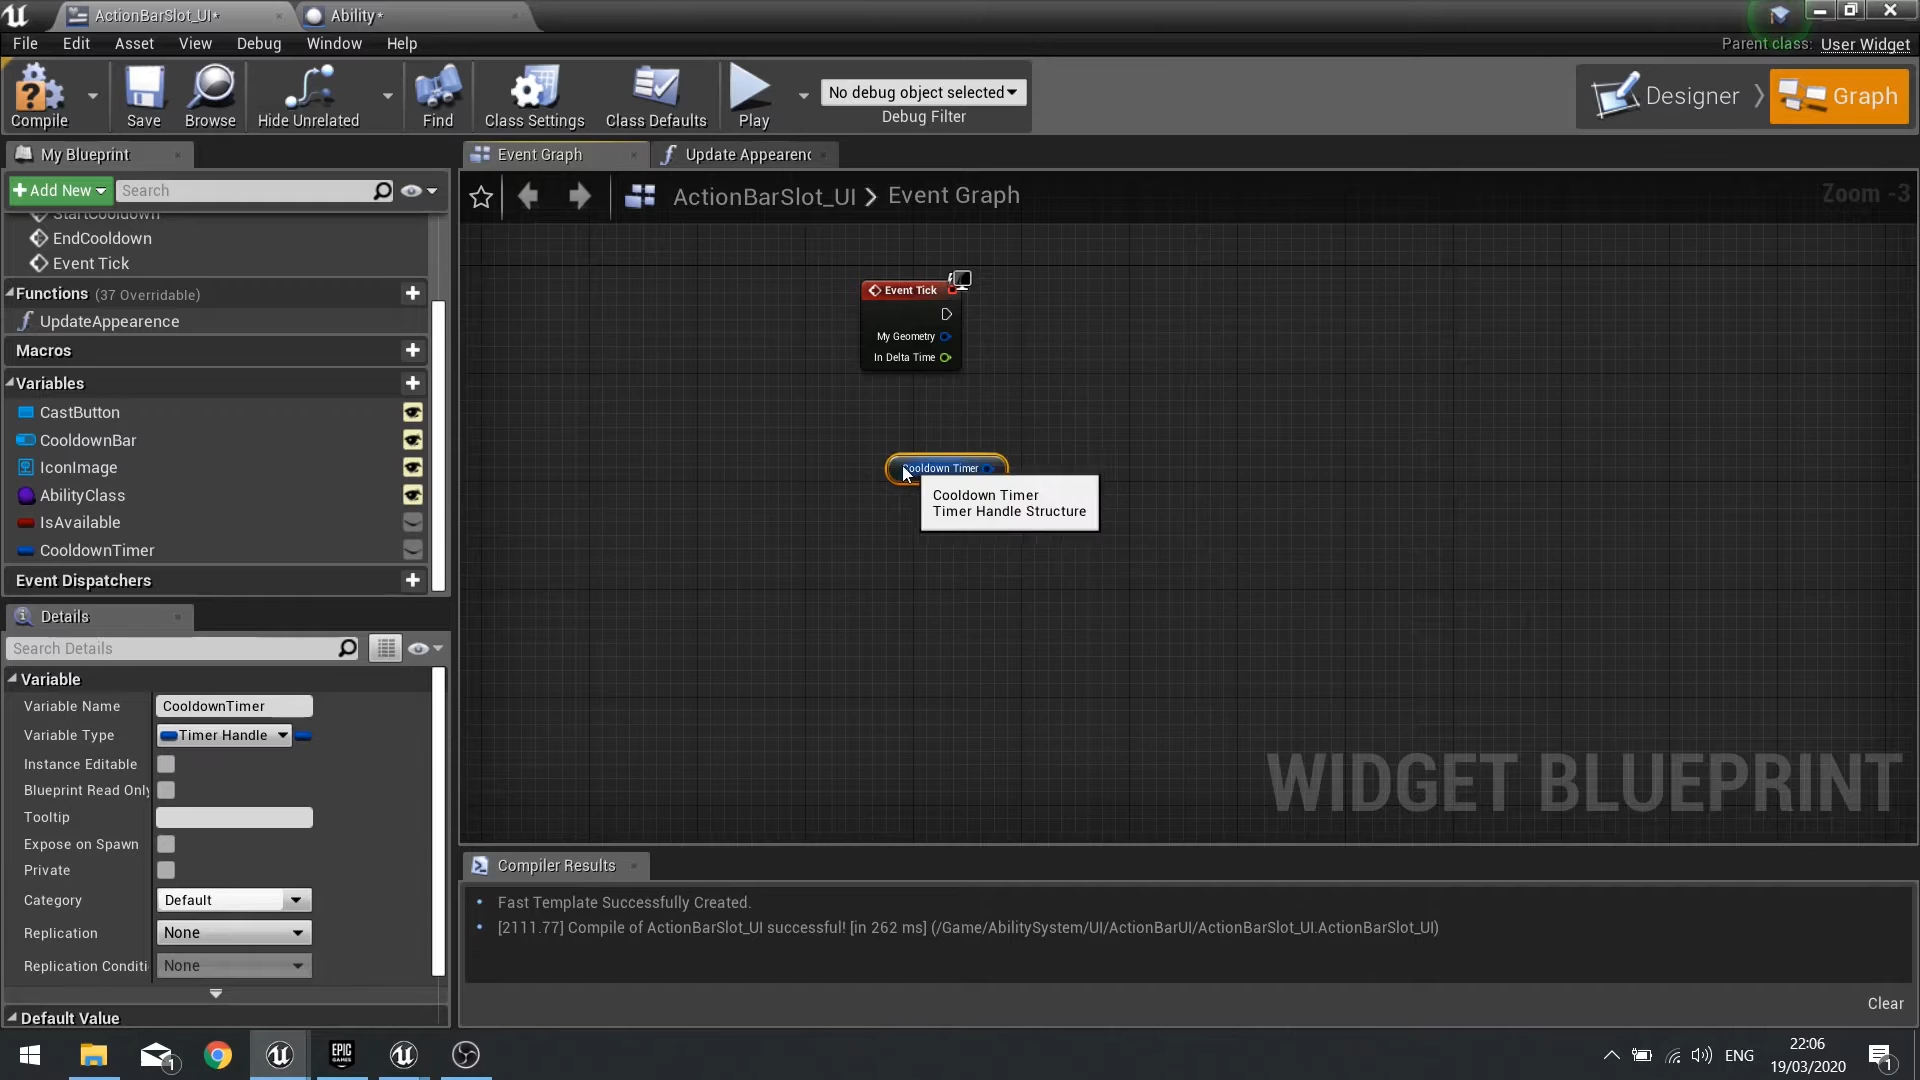 ActionBarSlot_UI*
Ability*
File Edit Asset View Debug Window Help
Parent class: User Widget
Compile
Save
Browse
Hide Unrelated
Find
Class Settings
Class Defaults
Play
No debug object selected
Debug Filter
Designer
Graph
My Blueprint
Event Graph
Update Appearenc
Add New
Search
ActionBarSlot_UI > Event Graph
Zoom -3
StartCooldown
EndCooldown
Event Tick
Functions (37 Overridable)
UpdateAppearence
Macros
Variables
CastButton
CooldownBar
IconImage
AbilityClass
IsAvailable
CooldownTimer
Event Dispatchers
Event Tick
My Geometry
In Delta Time
Cooldown Timer
Cooldown Timer
Timer Handle Structure
WIDGET BLUEPRINT
Details
Search Details
Variable
Variable Name CooldownTimer
Variable Type Timer Handle
Instance Editable
Blueprint Read Only
Tooltip
Expose on Spawn
Private
Category Default
Replication None
Replication Conditi None
Default Value
Compiler Results
Fast Template Successfully Created.
[2111.77] Compile of ActionBarSlot_UI successful! [in 262 ms] (/Game/AbilitySystem/UI/ActionBarUI/ActionBarSlot_UI.ActionBarSlot_UI)
Clear
1
EPIC
GAMES
ENG
22:06
19/03/2020
1